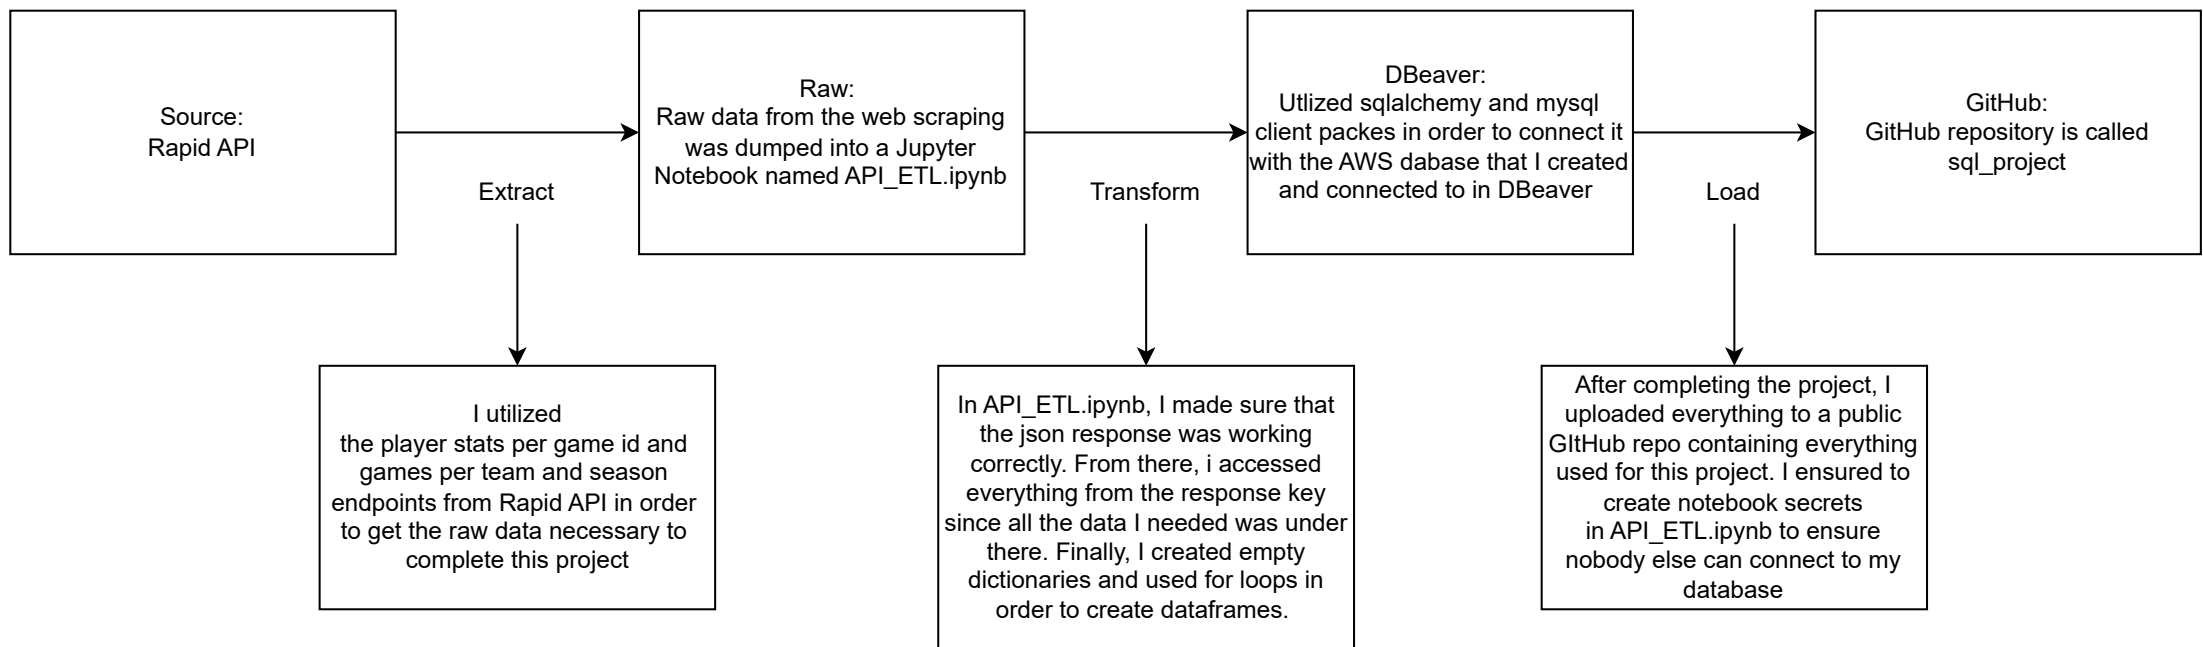 Source:
Rapid API
Raw:
Raw data from the web scraping
was dumped into a Jupyter
Notebook named API_ETL.ipynb
DBeaver:
Utlized sqlalchemy and mysql
client packes in order to connect it
with the AWS dabase that I created
and connected to in DBeaver
GitHub:
GitHub repository is called
sql_project
Extract
Transform
Load
I utilized
the player stats per game id and
games per team and season
endpoints from Rapid API in order
to get the raw data necessary to
complete this project
In API_ETL.ipynb, I made sure that
the json response was working
correctly. From there, i accessed
everything from the response key
since all the data I needed was under
there. Finally, I created empty
dictionaries and used for loops in
order to create dataframes.
After completing the project, I
uploaded everything to a public
GItHub repo containing everything
used for this project. I ensured to
create notebook secrets
in API_ETL.ipynb to ensure
nobody else can connect to my
database